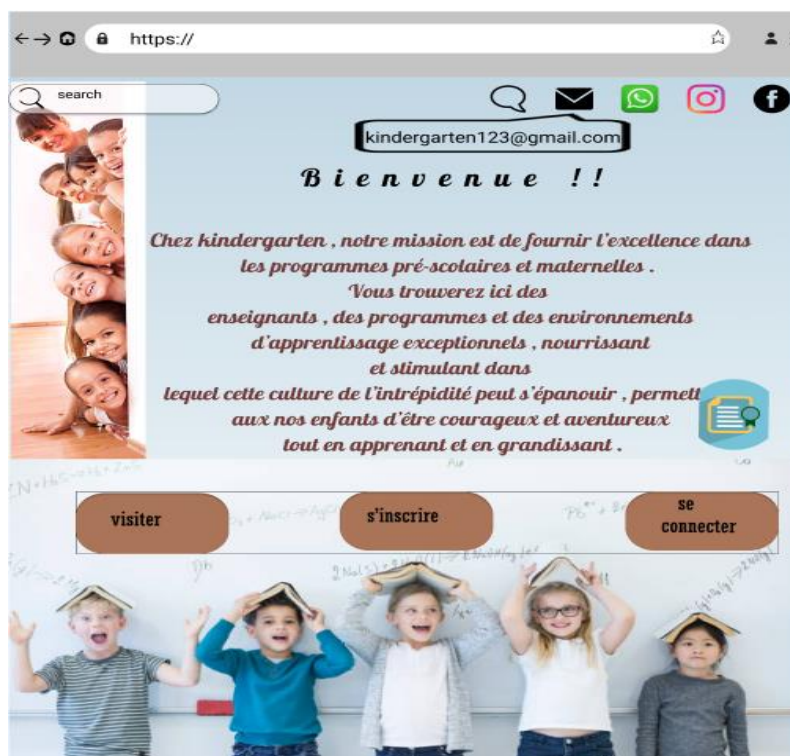 https://
search
kindergarten123@gmail.com
Bienvenue !!
Chez kindergarten , notre mission est de fournir l'excellence dans
les programmes pré-scolaires et maternelles .
Vous trouverez ici des
enseignants , des programmes et des environnements
d'apprentissage exceptionnels , nourrissant
et stimulant dans
lequel cette culture de l'intrépidité peut s'épanouir , permett
aux nos enfants d'être courageux et aventureux
tout en apprenant et en grandissant .
visiter
s'inscrire
se
connecter